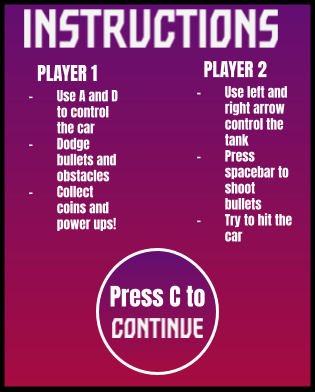 INSTRUCTIONS
PLAYER 1
- Use A and D
to control
the car
- Dodge
bullets and
obstacles
- Collect
coins and
power ups!
PLAYER 2
- Use left and
right arrow
control the
tank
- Press
spacebar to
shoot
bullets
- Try to hit the
car
Press C to
CONTINUE